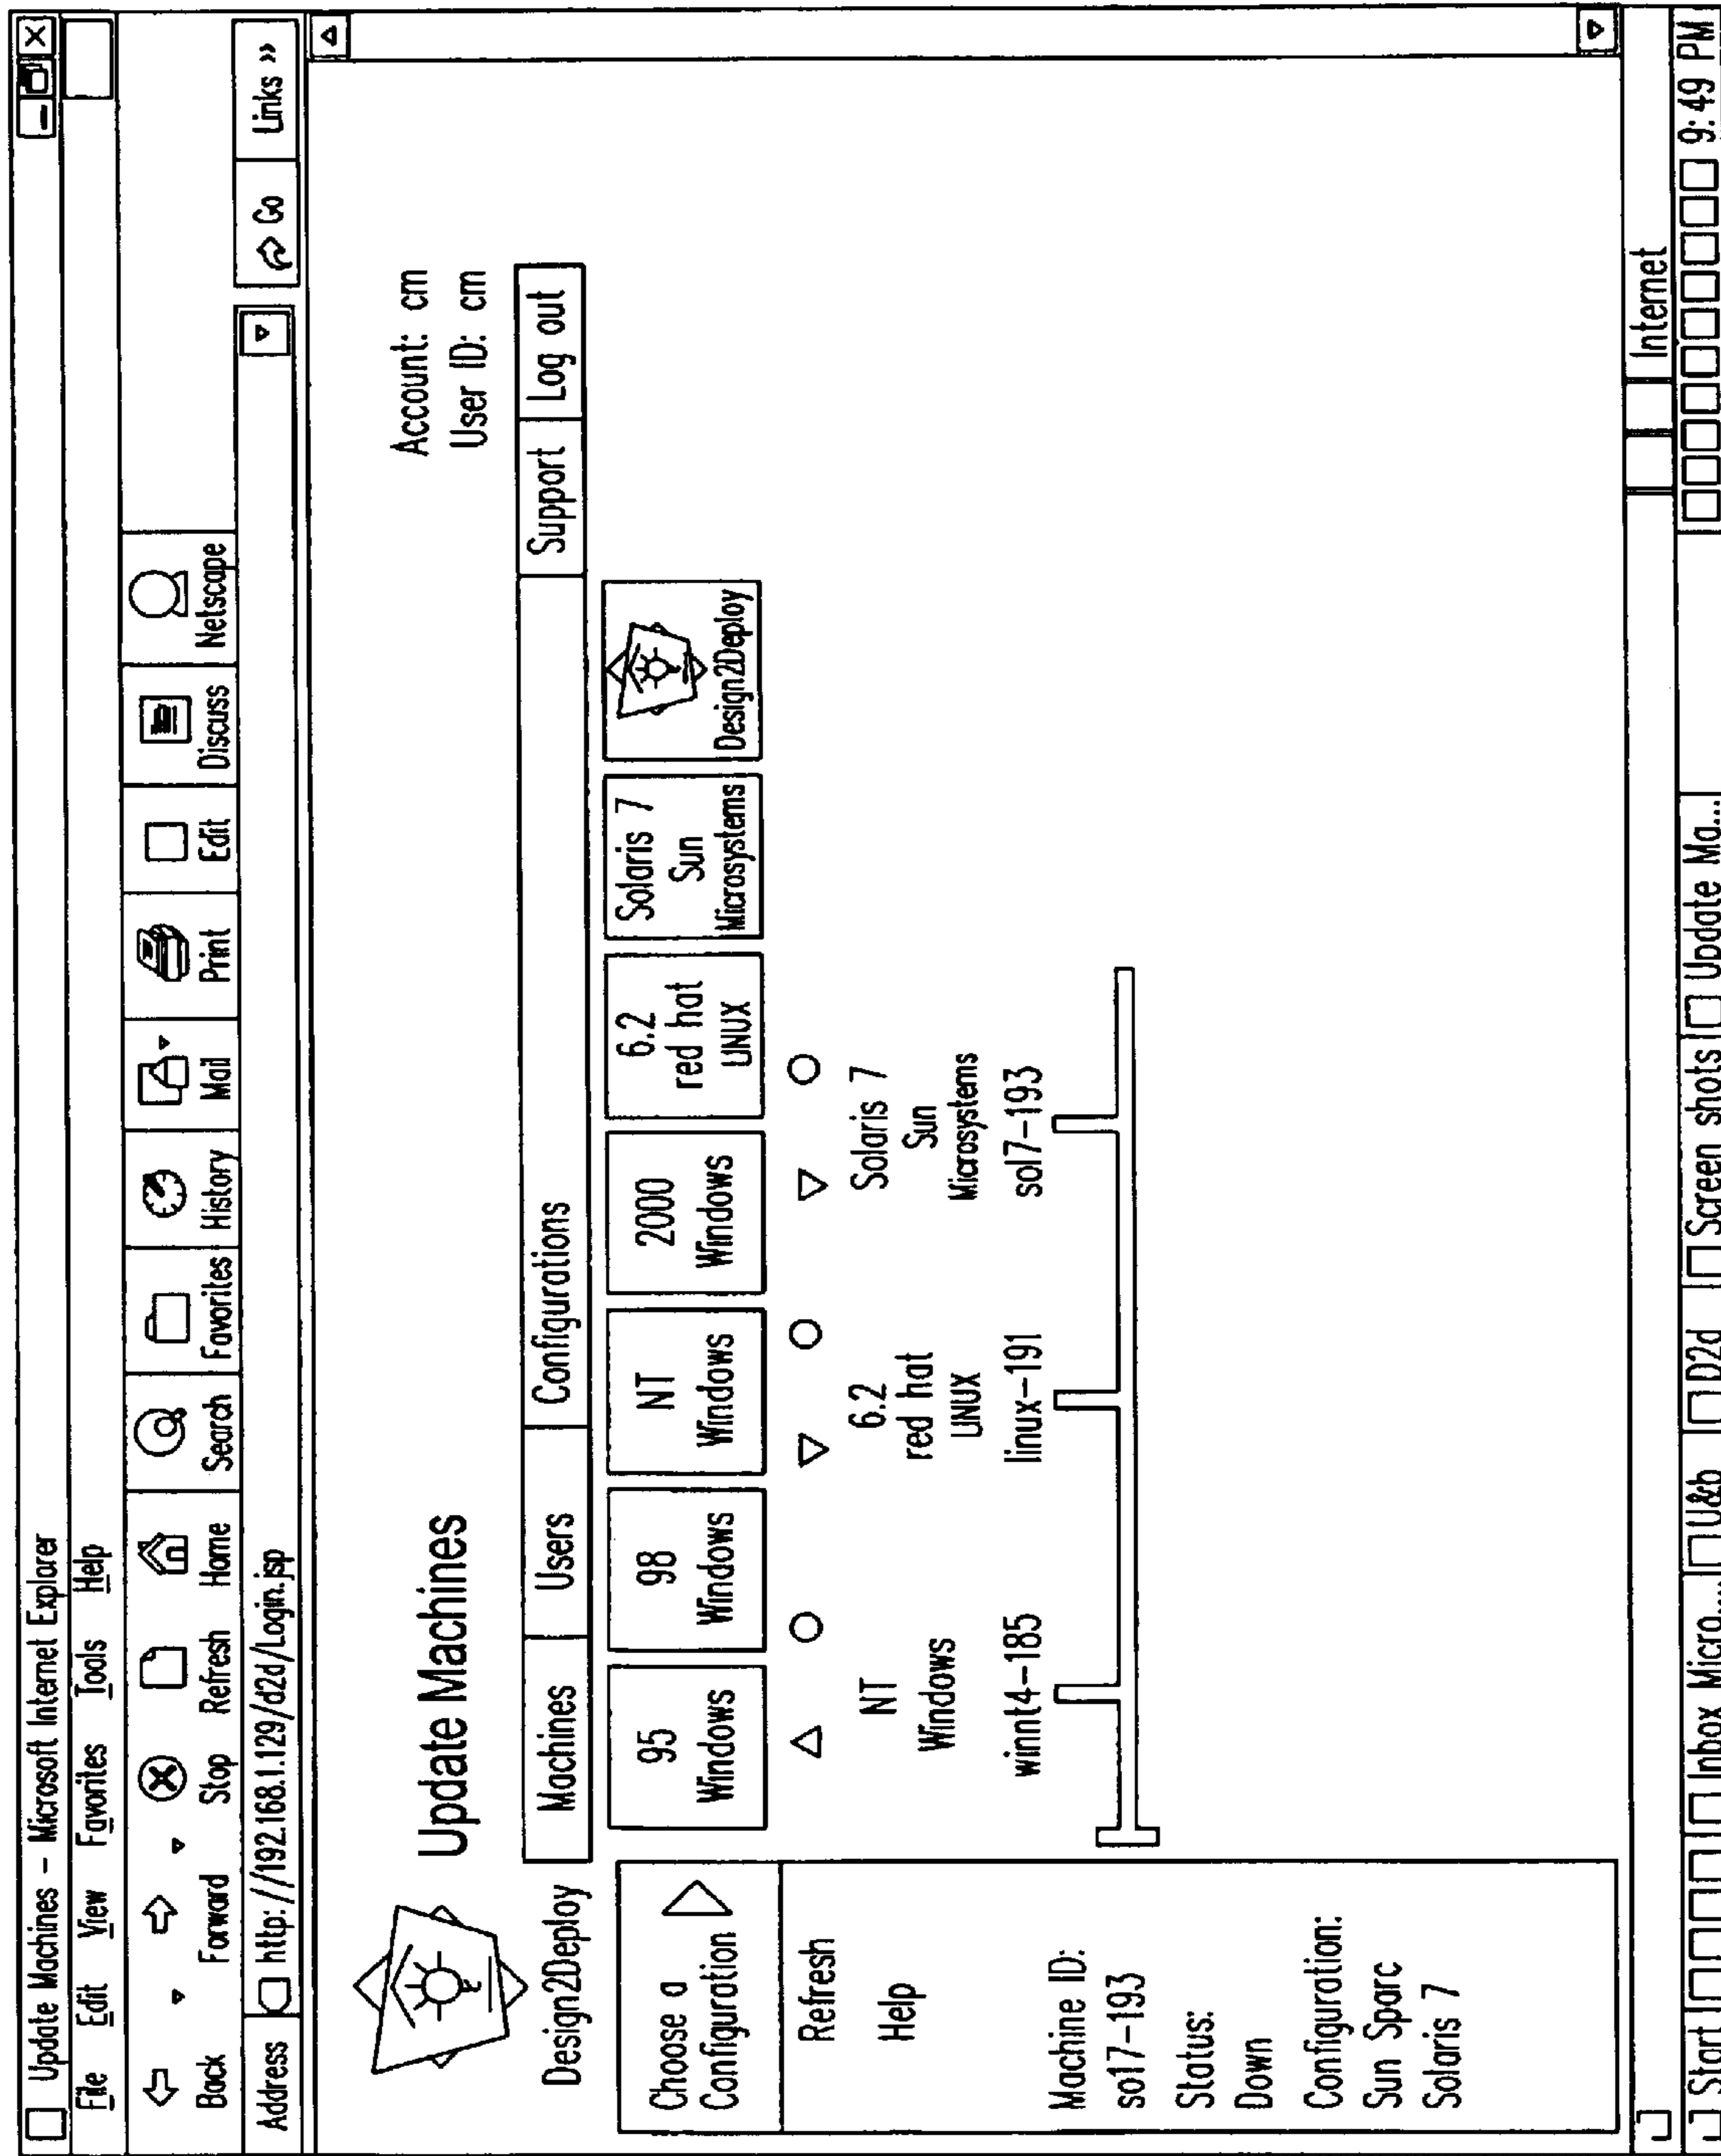 Update Machines – Microsoft Internet Explorer
File Edit View Favorites Tools Help
Back Forward Stop Refresh Home Search Favorites History Mail Print Edit Discuss Netscape
Address http://192.168.1.129/d2d/Login.jsp Go Links »
Design2Deploy
Update Machines
Account: cm
User ID: cm
Machines Users Configurations Support Log out
Choose a
Configuration
95
Windows
98
Windows
NT
Windows
2000
Windows
6.2
red hat
LINUX
Solaris 7
Sun
Microsystems
Design2Deploy
Refresh
Help
Machine ID:
so17-193
Status:
Down
Configuration:
Sun Sparc
Solaris 7
NT
Windows
winnt4-185
6.2
red hat
LINUX
linux-191
Solaris 7
Sun
Microsystems
sol7-193
Internet
Start Inbox Micro... U&b D2d Screen shots Update Ma... 9:49 PM